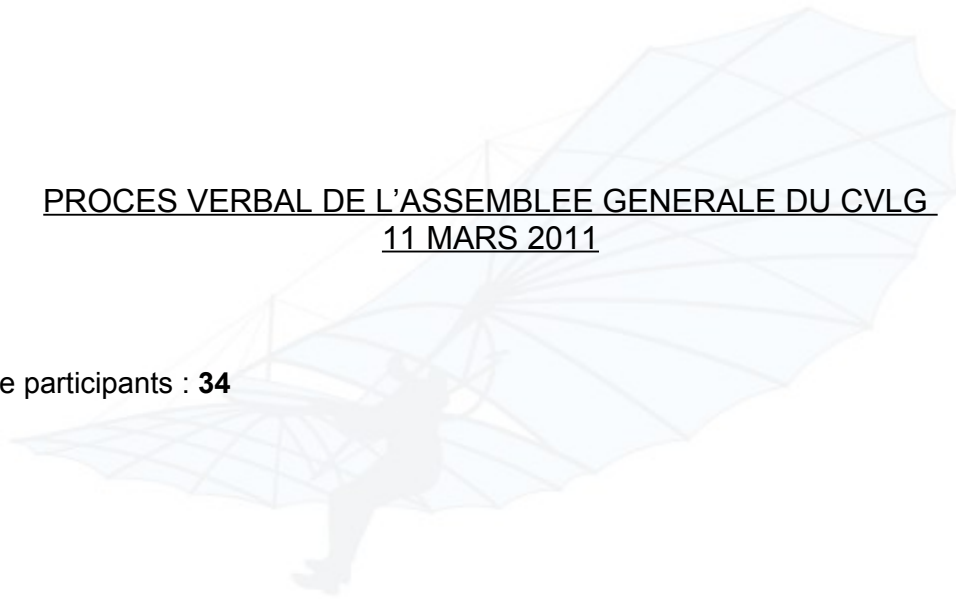 PROCES VERBAL DE L’ASSEMBLEE GENERALE DU CVLG
11 MARS 2011
e participants : 34